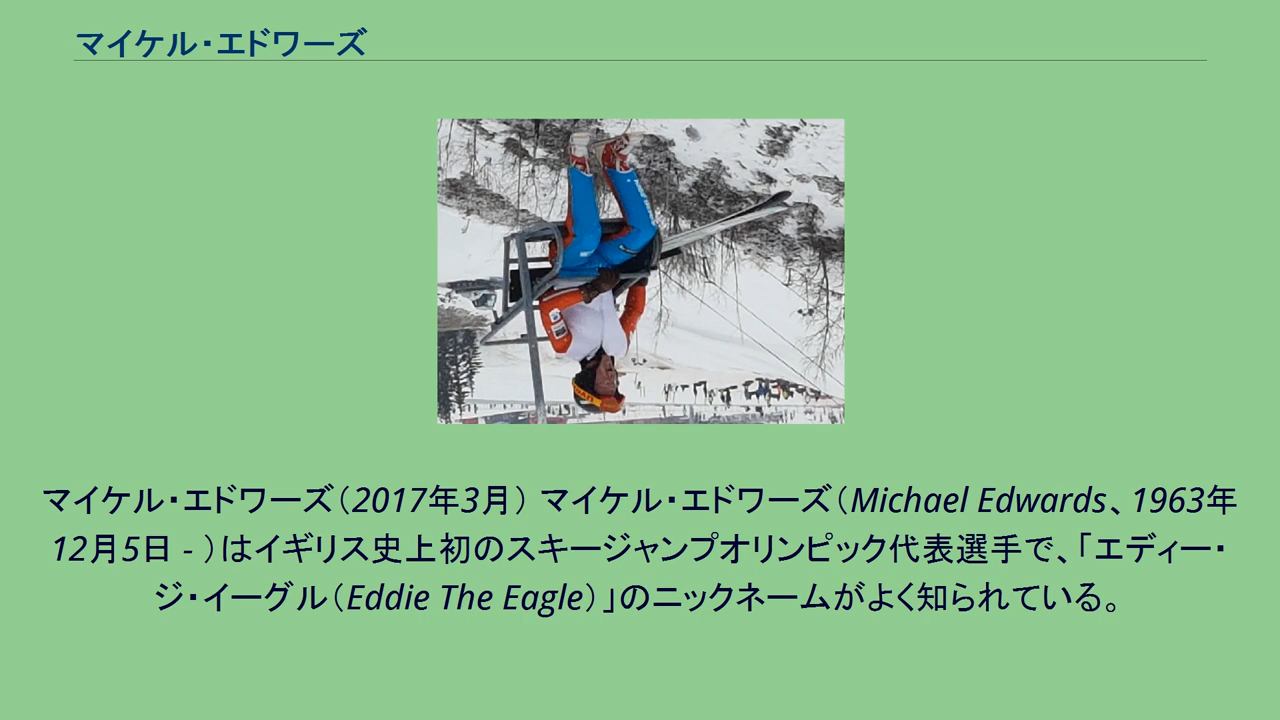 マイケル・エドワーズ
マイケル・エドワーズ（2017年3月） マイケル・エドワーズ（Michael Edwards、1963年
12月5日 - ）はイギリス史上初のスキージャンプオリンピック代表選手で、「エディー・
ジ・イーグル（Eddie The Eagle）」のニックネームがよく知られている。